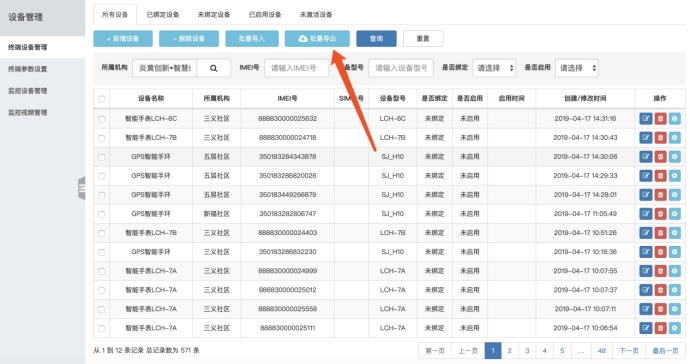 设备管理
终端设备管理
终端参数设置
监控设备管理
监控视频管理
所有设备 已绑定设备 未绑定设备 已启用设备 未激活设备
+ 新增设备 − 删除设备 批量导入 批量导出 查询 重置
所属机构 炎黄创新+智慧 IMEI号 请输入IMEI号 设备型号 请输入设备型号 是否绑定 请选择 是否启用 请选择
设备名称 所属机构 IMEI号 SIM 号 设备型号 是否绑定 是否启用 启用时间 创建/修改时间 操作
智能手表LCH-6C 三义社区 888830000025632 LCH-6C 未绑定 未启用 2019-04-17 14:31:16
智能手表LCH-7B 三义社区 888830000024718 LCH-7B 未绑定 未启用 2019-04-17 14:30:43
GPS智能手环 五层社区 350183284343878 SJ_H10 未绑定 未启用 2019-04-17 14:30:06
GPS智能手环 五层社区 350183286820026 SJ_H10 未绑定 未启用 2019-04-17 14:29:33
GPS智能手环 五层社区 350183449266879 SJ_H10 未绑定 未启用 2019-04-17 14:28:01
GPS智能手环 新福社区 350183282806747 SJ_H10 未绑定 未启用 2019-04-17 11:05:49
智能手表LCH-7B 三义社区 888830000024403 LCH-7B 未绑定 未启用 2019-04-17 10:51:26
GPS智能手环 三义社区 350183286832230 SJ_H10 未绑定 未启用 2019-04-17 10:18:36
智能手表LCH-7A 三义社区 888830000024999 LCH-7A 未绑定 未启用 2019-04-17 10:07:55
智能手表LCH-7A 三义社区 888830000025012 LCH-7A 未绑定 未启用 2019-04-17 10:07:37
智能手表LCH-7A 三义社区 888830000025558 LCH-7A 未绑定 未启用 2019-04-17 10:07:11
智能手表LCH-7A 三义社区 888830000025111 LCH-7A 未绑定 未启用 2019-04-17 10:06:54
从 1 到 12 条记录 总记录数为 571 条 第一页 上一页 1 2 3 4 5 ... 48 下一页 最后一页